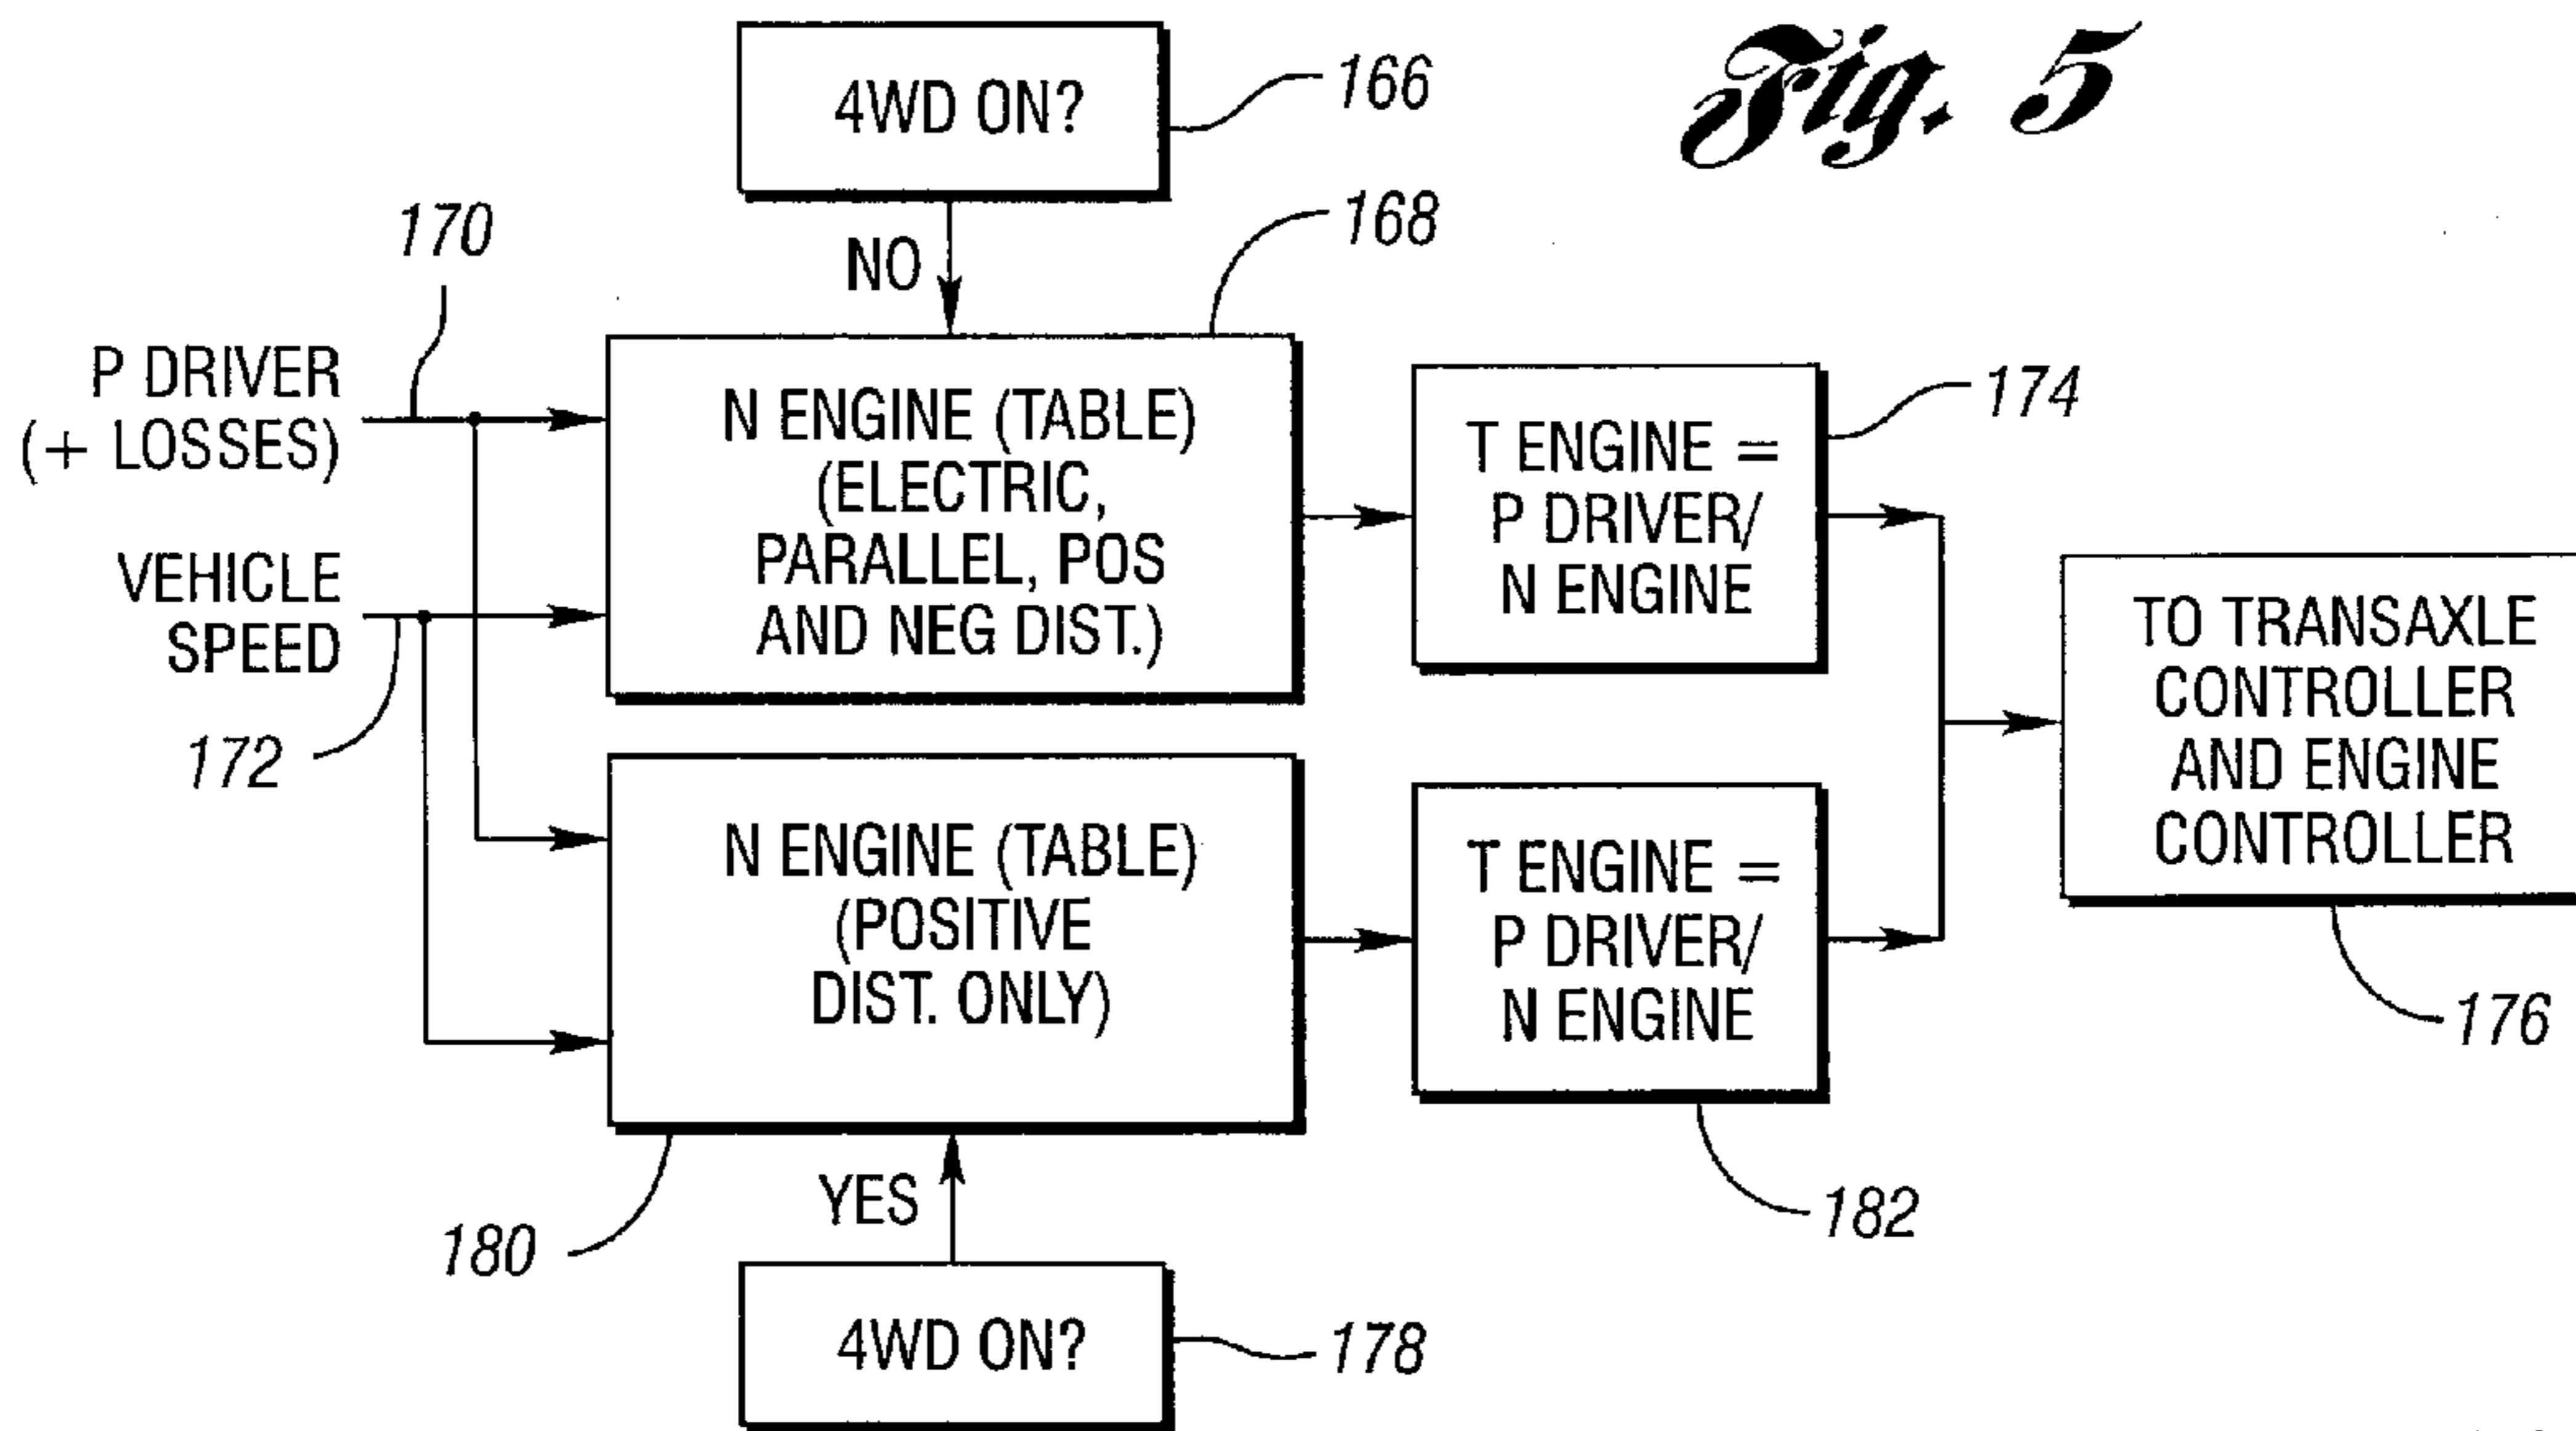 Fig. 5
4WD ON?
166
NO
168
170
P DRIVER
(+ LOSSES)
VEHICLE
SPEED
172
N ENGINE (TABLE)
(ELECTRIC,
PARALLEL, POS
AND NEG DIST.)
T ENGINE =
P DRIVER/
N ENGINE
174
N ENGINE (TABLE)
(POSITIVE
DIST. ONLY)
180
T ENGINE =
P DRIVER/
N ENGINE
182
TO TRANSAXLE
CONTROLLER
AND ENGINE
CONTROLLER
176
YES
4WD ON?
178